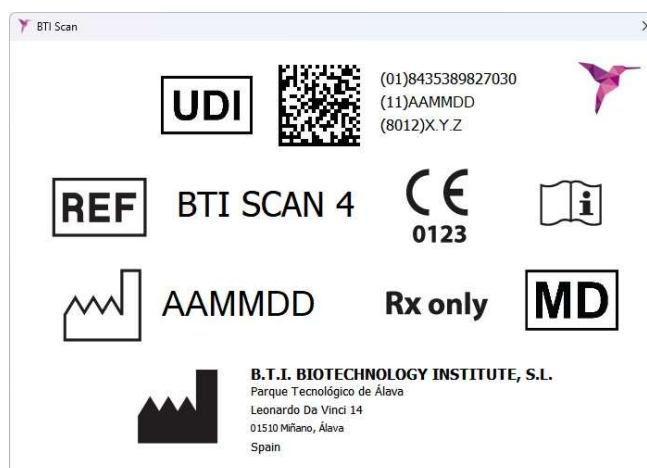 BTI Scan
UDI
(01)8435389827030
(11)AAMMDD
(8012)X.Y.Z
REF BTI SCAN 4
CE
0123
i
AAMMDD
Rx only
MD
B.T.I. BIOTECHNOLOGY INSTITUTE, S.L.
Parque Tecnológico de Álava
Leonardo Da Vinci 14
01510 Miñano, Álava
Spain